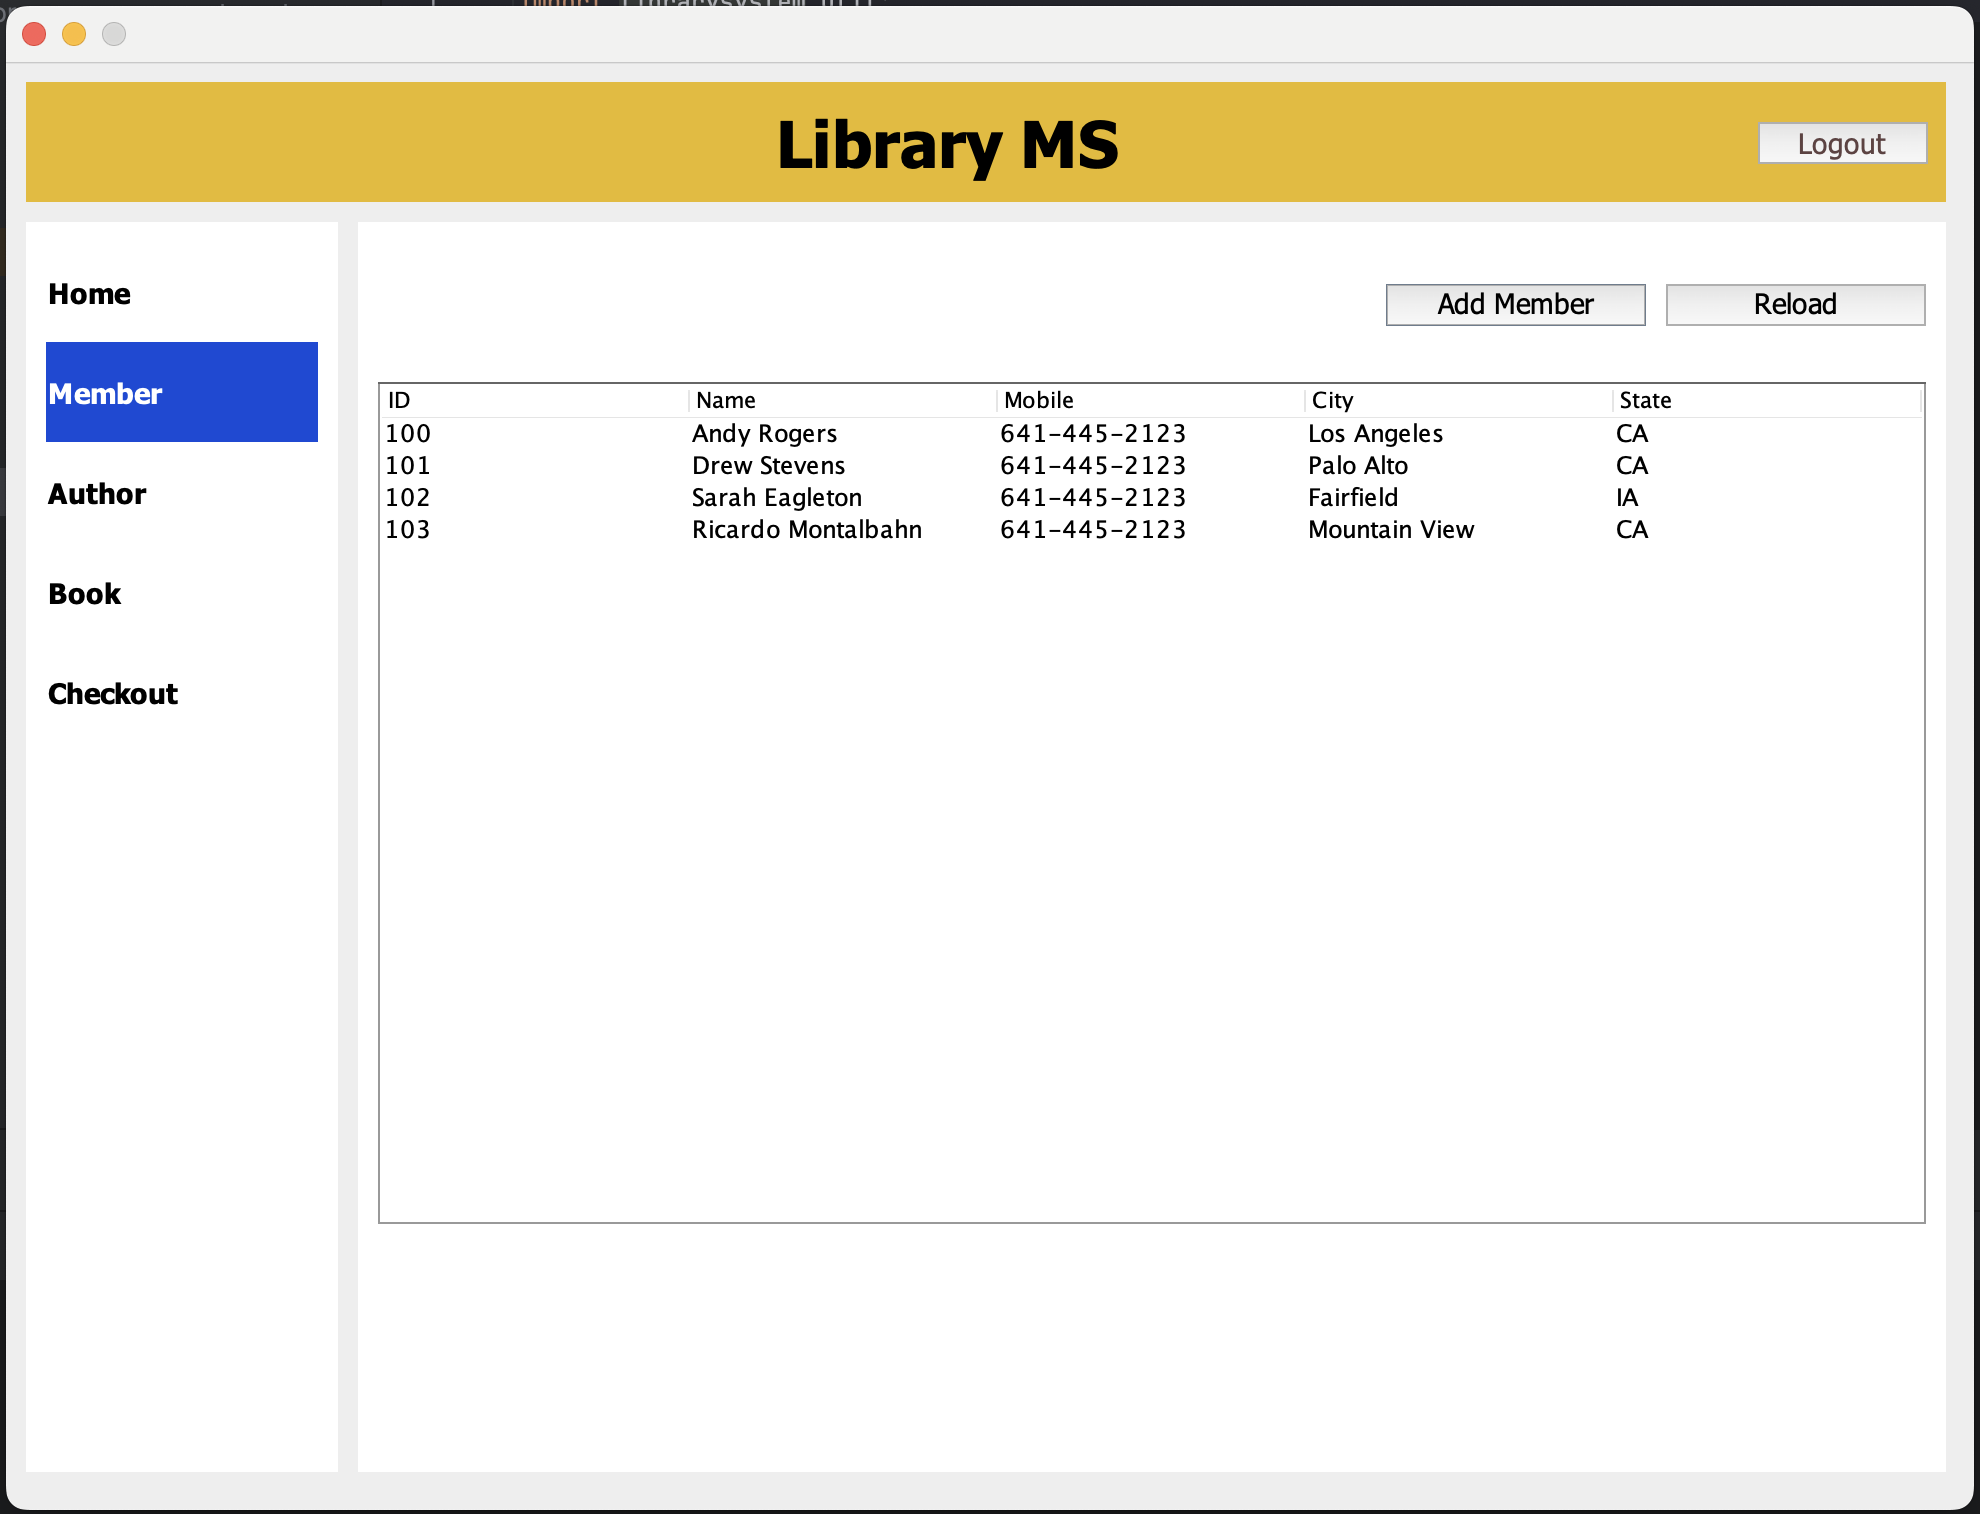 Library MS
Logout
Home
Member
Author
Book
Checkout
Add Member Reload
ID Name Mobile City State
100 Andy Rogers 641-445-2123 Los Angeles CA
101 Drew Stevens 641-445-2123 Palo Alto CA
102 Sarah Eagleton 641-445-2123 Fairfield IA
103 Ricardo Montalbahn 641-445-2123 Mountain View CA